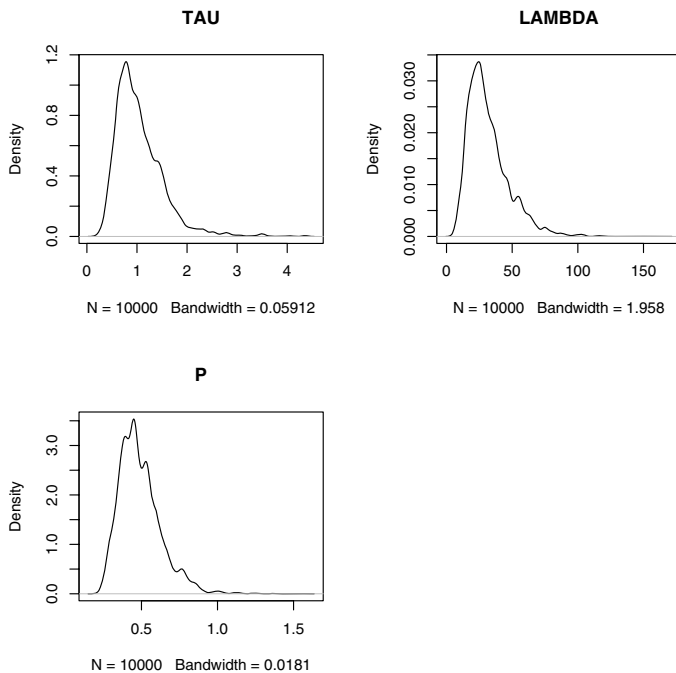 TAU
Density
0.0
0.4
0.8
1.2
0 1 2 3 4
N = 10000 Bandwidth = 0.05912
LAMBDA
Density
0.000
0.010
0.020
0.030
0 50 100 150
N = 10000 Bandwidth = 1.958
P
Density
0.0
1.0
2.0
3.0
0.5 1.0 1.5
N = 10000 Bandwidth = 0.0181